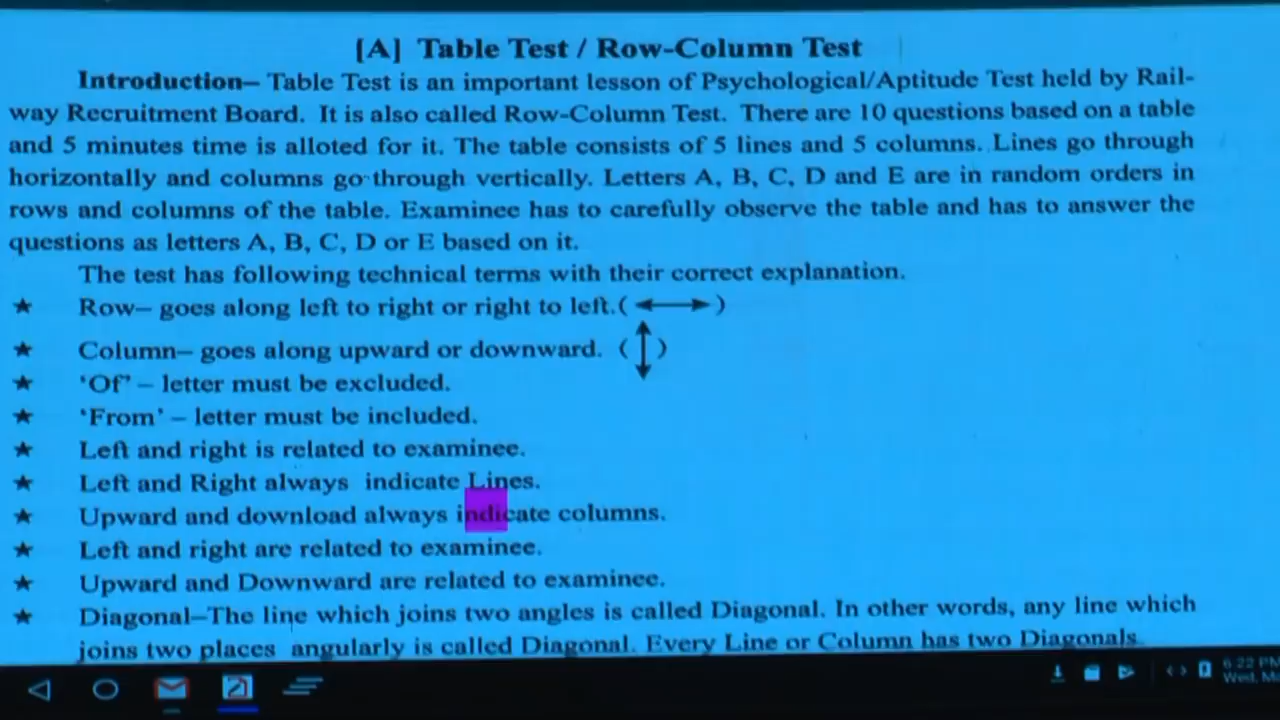 [A] Table Test / Row-Column Test
Introduction– Table Test is an important lesson of Psychological/Aptitude Test held by Rail-
way Recruitment Board. It is also called Row-Column Test. There are 10 questions based on a table
and 5 minutes time is alloted for it. The table consists of 5 lines and 5 columns. Lines go through
horizontally and columns go through vertically. Letters A, B, C, D and E are in random orders in
rows and columns of the table. Examinee has to carefully observe the table and has to answer the
questions as letters A, B, C, D or E based on it.
The test has following technical terms with their correct explanation.
★ Row– goes along left to right or right to left.(⟷)
★ Column– goes along upward or downward. (↕)
★ ‘Of’ – letter must be excluded.
★ ‘From’ – letter must be included.
★ Left and right is related to examinee.
★ Left and Right always indicate Lines.
★ Upward and download always indicate columns.
★ Left and right are related to examinee.
★ Upward and Downward are related to examinee.
★ Diagonal–The line which joins two angles is called Diagonal. In other words, any line which
joins two places angularly is called Diagonal. Every Line or Column has two Diagonals.
6:22 PM
Wed,